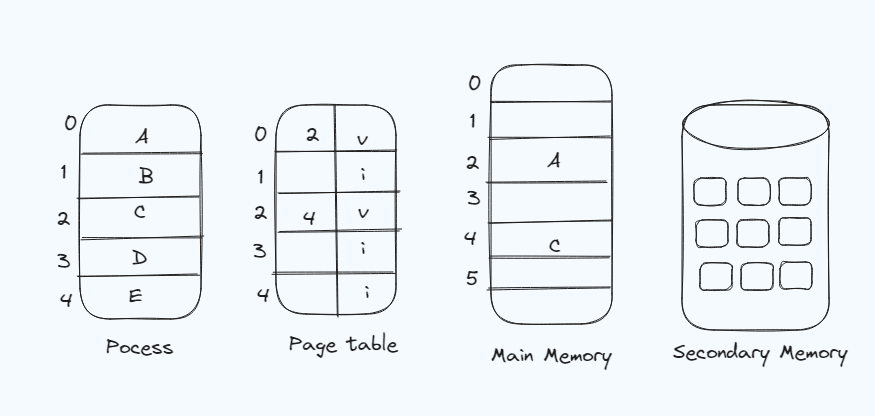 0 A
1 B
2 C
3 D
4 E
Pocess
0 2 v
1 i
2 4 v
3 i
4 i
Page table
0
1
2 A
3
4 C
5
Main Memory
Secondary Memory